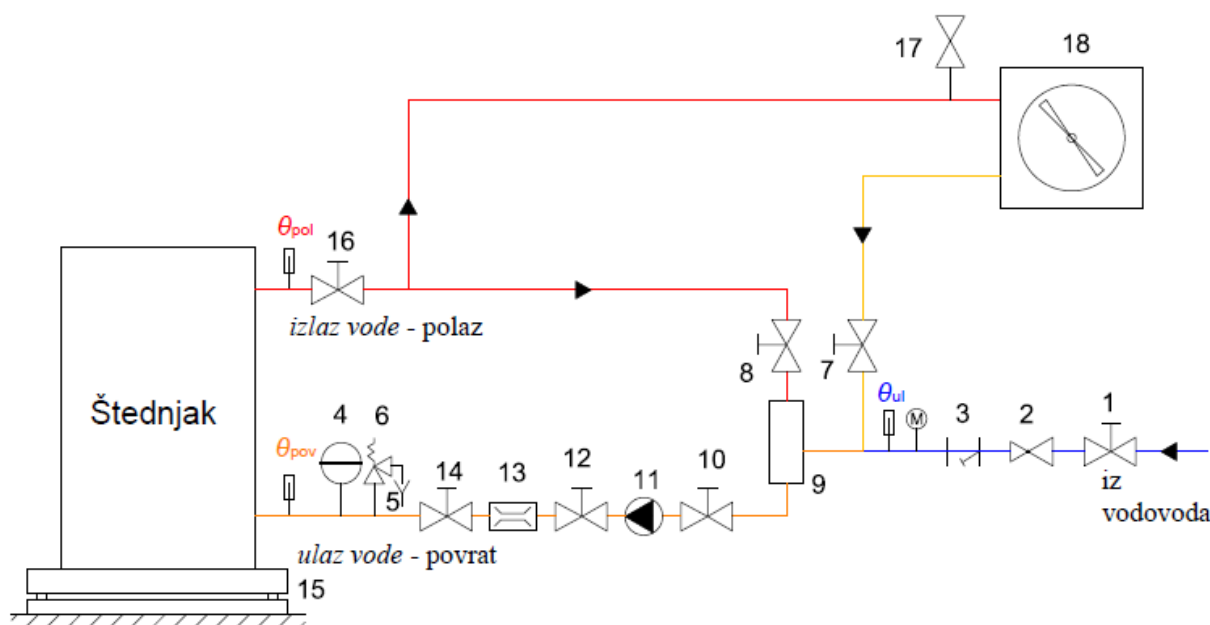 17
18
θpol
16
izlaz vode - polaz
8
7
Štednjak
θul
M
3
2
1
4
6
θpov
5
14
13
12
11
10
9
iz
vodovoda
ulaz vode - povrat
15